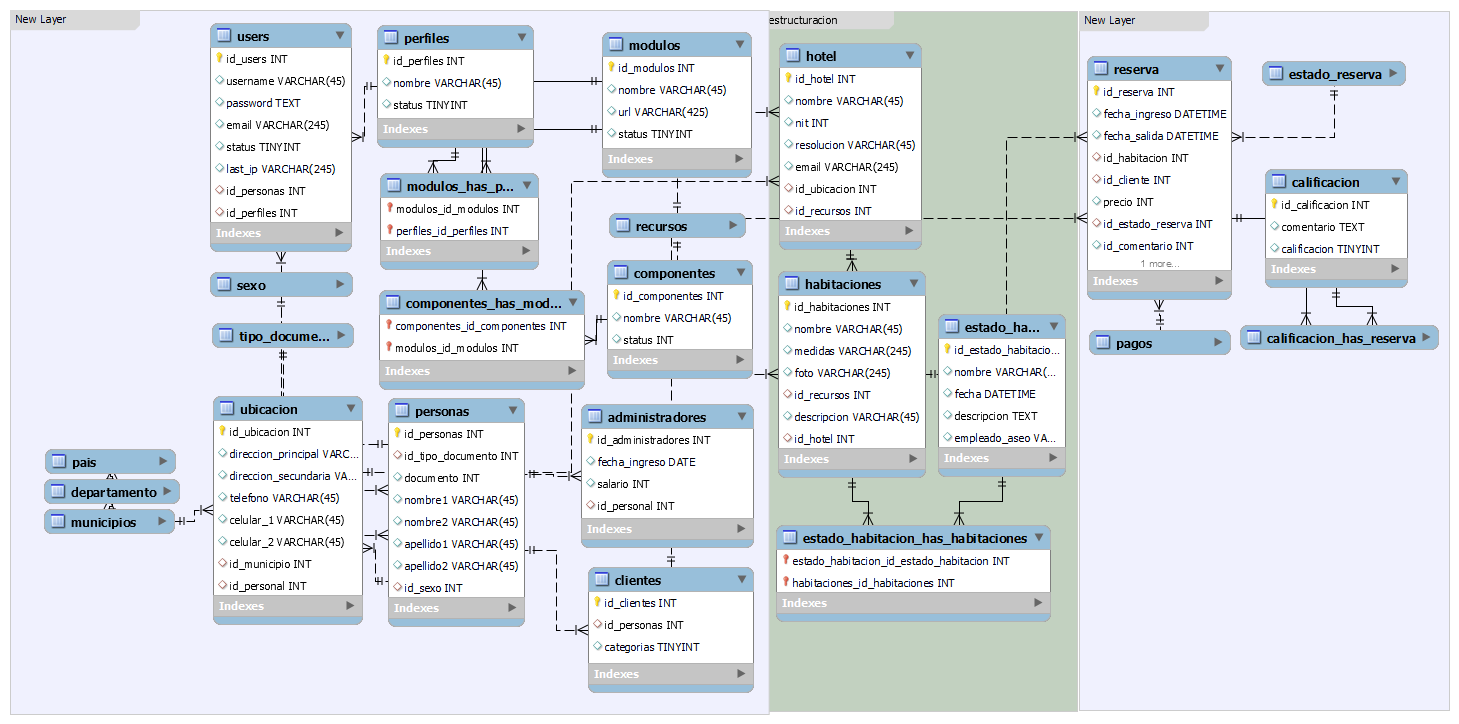 New Layer
users
id_users INT
username VARCHAR(45)
password TEXT
email VARCHAR(245)
status TINYINT
last_ip VARCHAR(245)
id_personas INT
id_perfiles INT
Indexes
sexo
tipo_docume...
ubicacion
id_ubicacion INT
direccion_principal VARC...
direccion_secundaria VA...
telefono VARCHAR(45)
celular_1 VARCHAR(45)
celular_2 VARCHAR(45)
id_municipio INT
id_personal INT
Indexes
pais
departamento
municipios
perfiles
id_perfiles INT
nombre VARCHAR(45)
status TINYINT
Indexes
modulos_has_p...
modulos_id_modulos INT
perfiles_id_perfiles INT
Indexes
componentes_has_mod...
componentes_id_componentes INT
modulos_id_modulos INT
Indexes
personas
id_personas INT
id_tipo_documento INT
documento INT
nombre1 VARCHAR(45)
nombre2 VARCHAR(45)
apellido1 VARCHAR(45)
apellido2 VARCHAR(45)
id_sexo INT
Indexes
modulos
id_modulos INT
nombre VARCHAR(45)
url VARCHAR(425)
status TINYINT
Indexes
recursos
componentes
id_componentes INT
nombre VARCHAR(45)
status INT
Indexes
administradores
id_administradores INT
fecha_ingreso DATE
salario INT
id_personal INT
Indexes
clientes
id_clientes INT
id_personas INT
categorias TINYINT
Indexes
estructuracion
hotel
id_hotel INT
nombre VARCHAR(45)
nit INT
resolucion VARCHAR(45)
email VARCHAR(245)
id_ubicacion INT
id_recursos INT
Indexes
habitaciones
id_habitaciones INT
nombre VARCHAR(45)
medidas VARCHAR(245)
foto VARCHAR(245)
id_recursos INT
descripcion VARCHAR(45)
id_hotel INT
Indexes
estado_ha...
id_estado_habitacio...
nombre VARCHAR(...
fecha DATETIME
descripcion TEXT
empleado_aseo VA...
Indexes
estado_habitacion_has_habitaciones
estado_habitacion_id_estado_habitacion INT
habitaciones_id_habitaciones INT
Indexes
New Layer
reserva
id_reserva INT
fecha_ingreso DATETIME
fecha_salida DATETIME
id_habitacion INT
id_cliente INT
precio INT
id_estado_reserva INT
id_comentario INT
1 more...
Indexes
pagos
estado_reserva
calificacion
id_calificacion INT
comentario TEXT
calificacion TINYINT
Indexes
calificacion_has_reserva